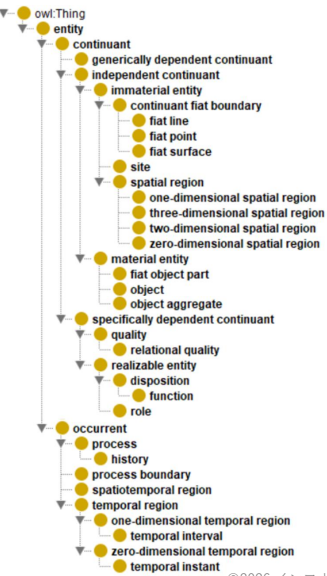 owl:Thing
entity
continuant
generically dependent continuant
independent continuant
immaterial entity
continuant fiat boundary
fiat line
fiat point
fiat surface
site
spatial region
one-dimensional spatial region
three-dimensional spatial region
two-dimensional spatial region
zero-dimensional spatial region
material entity
fiat object part
object
object aggregate
specifically dependent continuant
quality
relational quality
realizable entity
disposition
function
role
occurrent
process
history
process boundary
spatiotemporal region
temporal region
one-dimensional temporal region
temporal interval
zero-dimensional temporal region
temporal instant